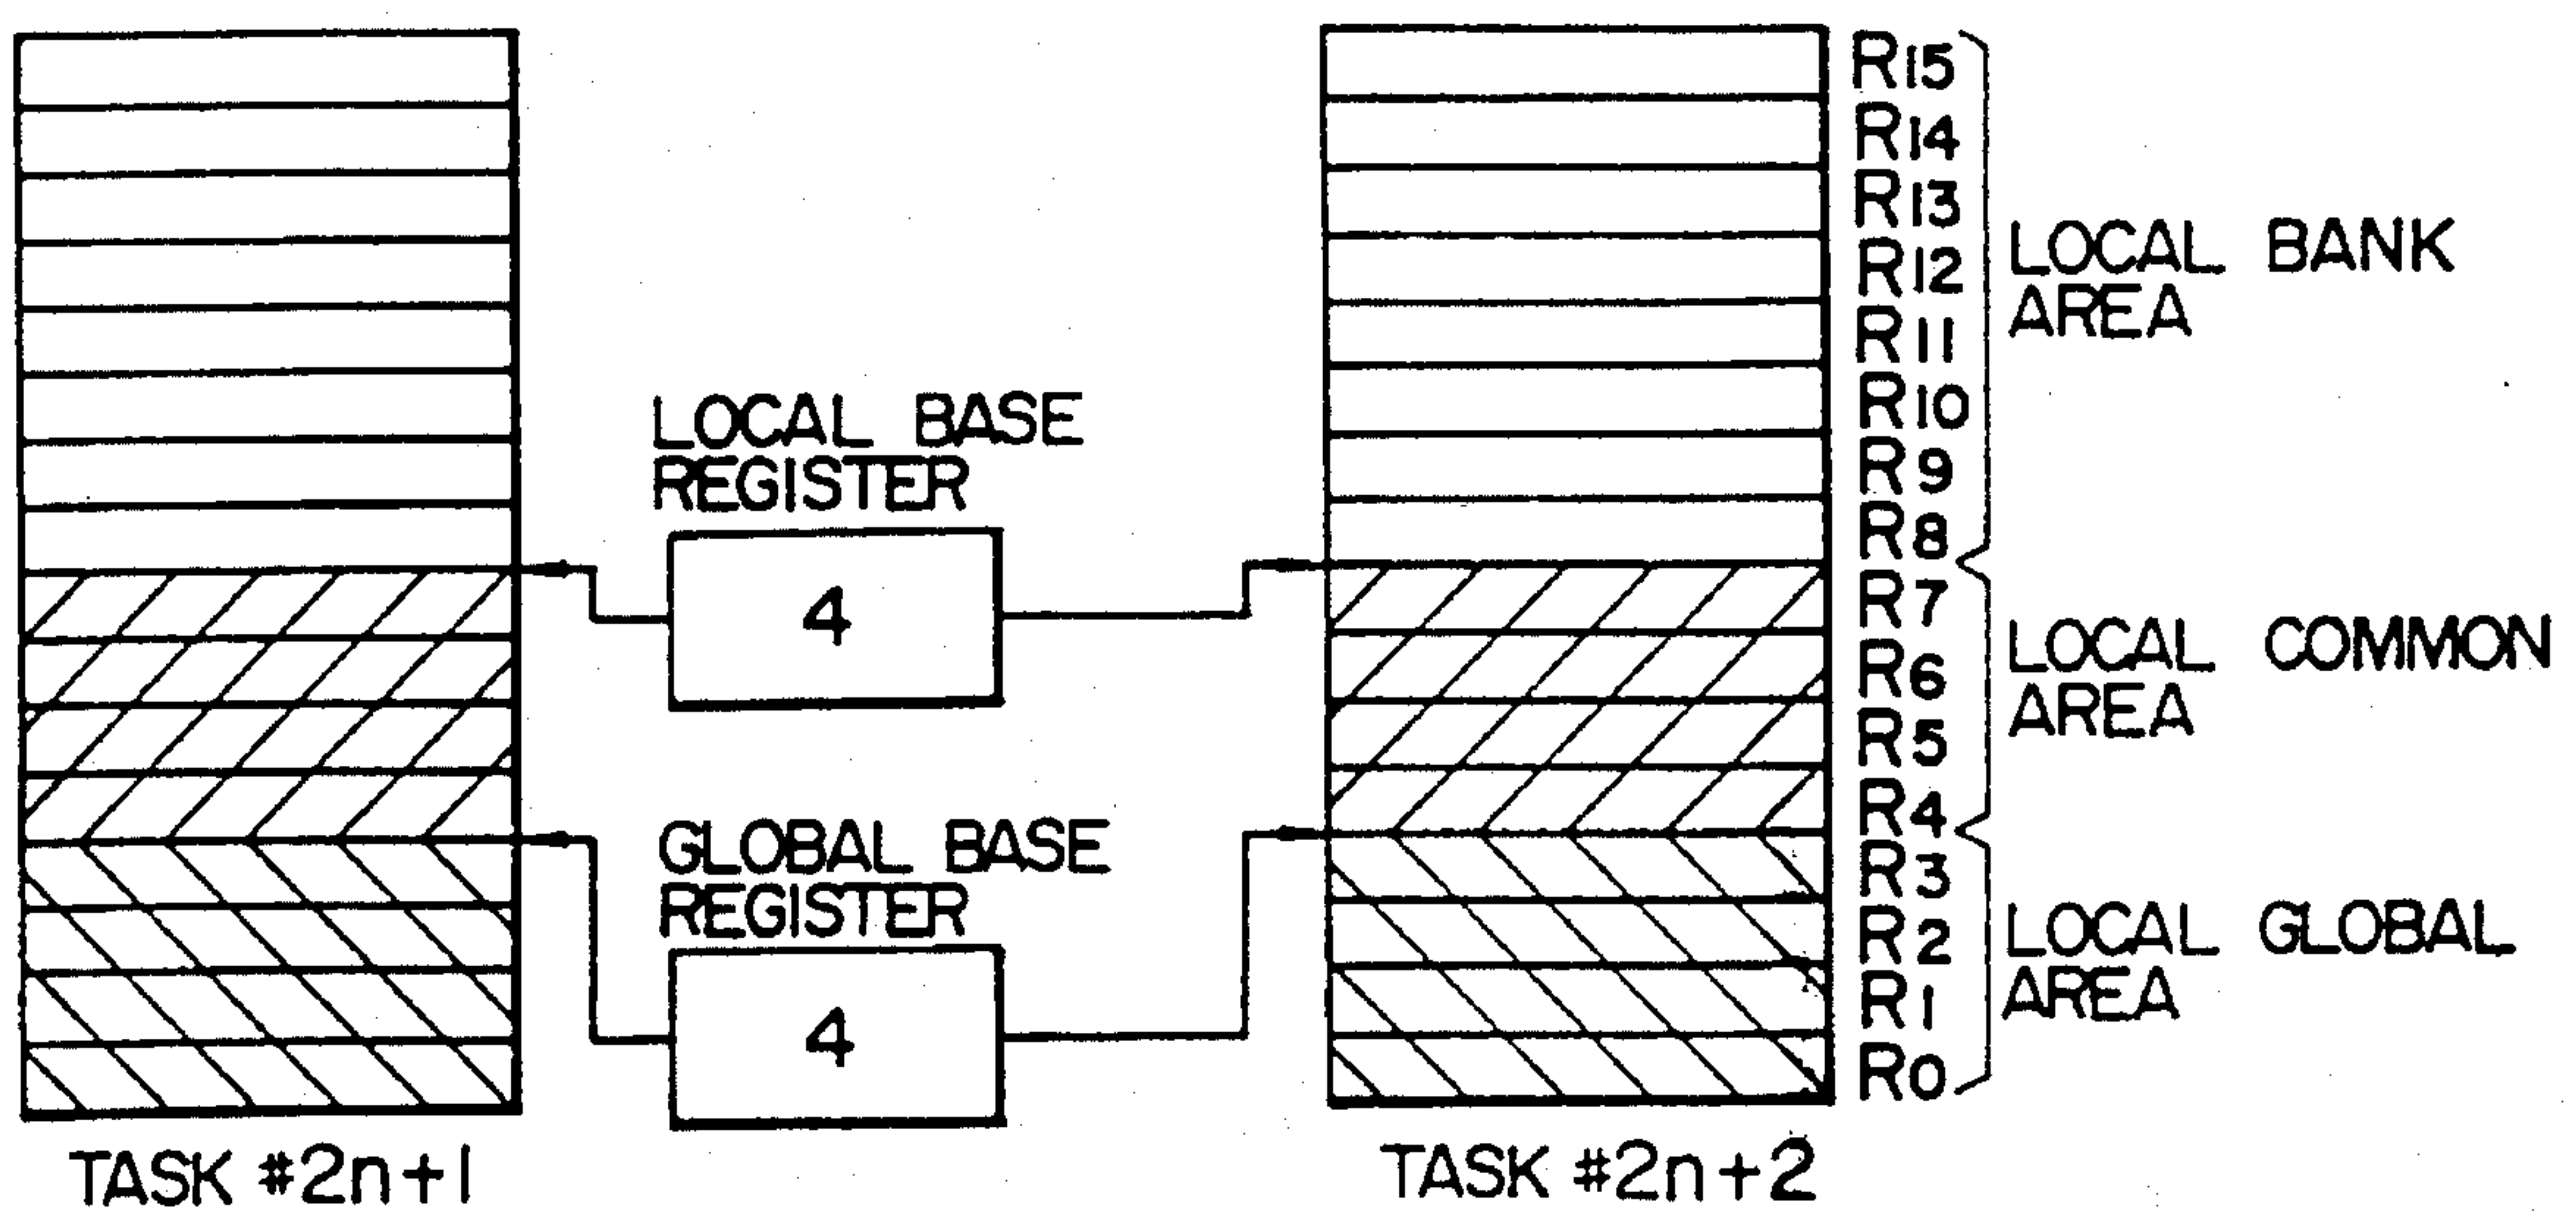 R15
R14
R13
R12
R11
R10
R9
R8
R7
R6
R5
R4
R3
R2
R1
R0
LOCAL BANK
AREA
LOCAL COMMON
AREA
LOCAL GLOBAL
AREA
LOCAL BASE
REGISTER
4
GLOBAL BASE
REGISTER
4
TASK #2n+1
TASK #2n+2